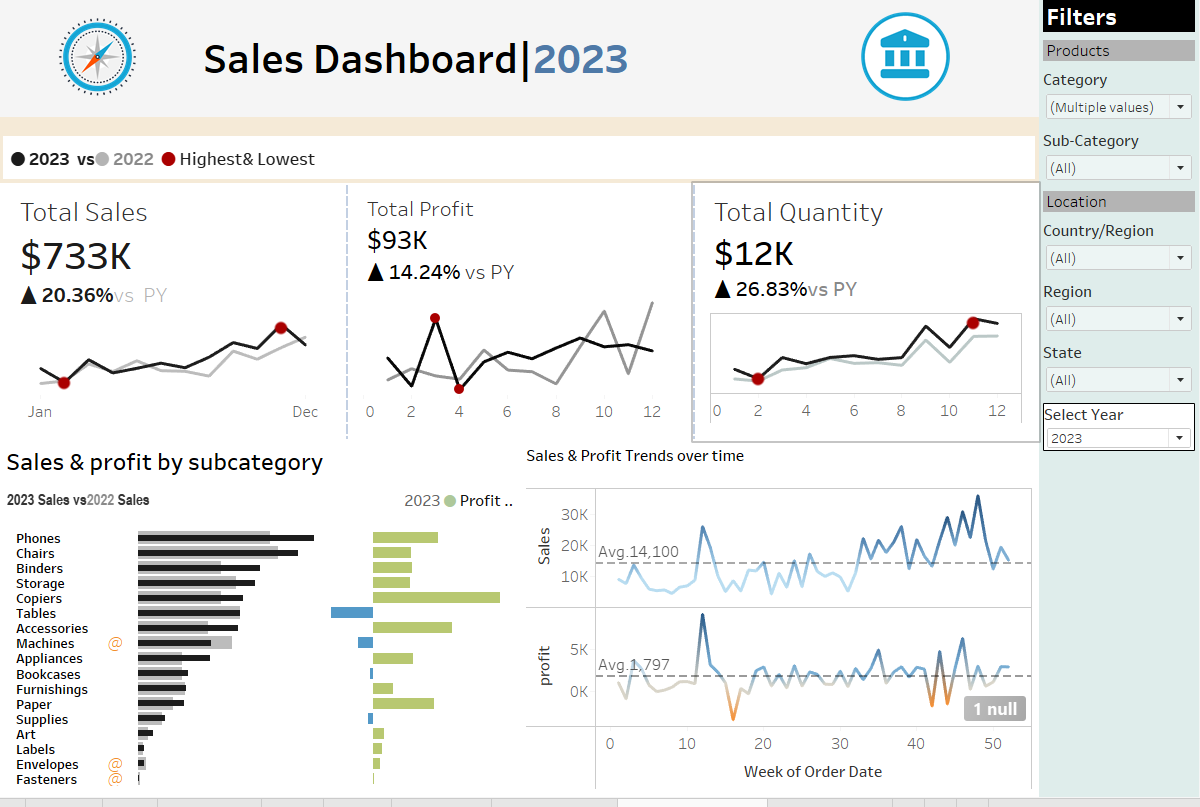 Sales Dashboard|2023
2023 vs 2022 Highest& Lowest
Total Sales
$733K
▲ 20.36%vs PY
Jan Dec
Total Profit
$93K
▲ 14.24% vs PY
0 2 4 6 8 10 12
Total Quantity
$12K
▲ 26.83%vs PY
0 2 4 6 8 10 12
Sales & profit by subcategory
2023 Sales vs2022 Sales
2023 Profit ..
Phones
Chairs
Binders
Storage
Copiers
Tables
Accessories
Machines @
Appliances
Bookcases
Furnishings
Paper
Supplies
Art
Labels
Envelopes @
Fasteners @
Sales & Profit Trends over time
Sales
30K
20K
10K
Avg.14,100
profit
5K
0K
Avg.1,797
1 null
0 10 20 30 40 50
Week of Order Date
Filters
Products
Category
(Multiple values)
Sub-Category
(All)
Location
Country/Region
(All)
Region
(All)
State
(All)
Select Year
2023